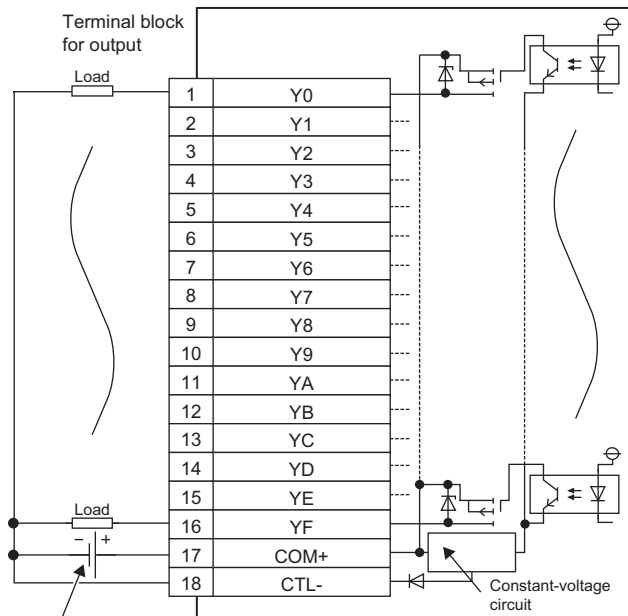 Terminal block
for output
Load
1 Y0
2 Y1
3 Y2
4 Y3
5 Y4
6 Y5
7 Y6
8 Y7
9 Y8
10 Y9
11 YA
12 YB
13 YC
14 YD
15 YE
Load
16 YF
− +
17 COM+
18 CTL-
Constant-voltage
circuit